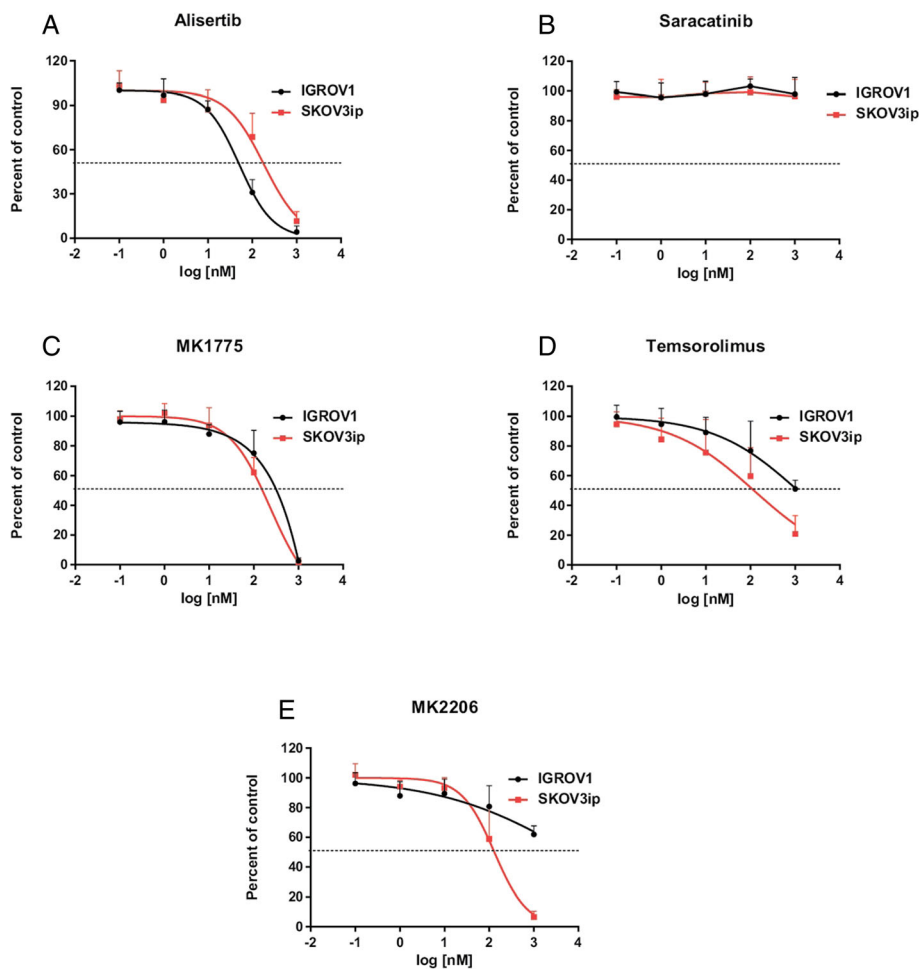 A
Alisertib
Percent of control
120
90
60
30
0
-2 -1 0 1 2 3 4
log [nM]
IGROV1
SKOV3ip
B
Saracatinib
Percent of control
120
100
80
60
40
20
0
-2 -1 0 1 2 3 4
log [nM]
IGROV1
SKOV3ip
C
MK1775
Percent of control
120
100
80
60
40
20
0
-2 -1 0 1 2 3 4
log [nM]
IGROV1
SKOV3ip
D
Temsorolimus
Percent of control
120
100
80
60
40
20
0
-2 -1 0 1 2 3 4
log [nM]
IGROV1
SKOV3ip
E
MK2206
Percent of control
120
100
80
60
40
20
0
-2 -1 0 1 2 3 4
log [nM]
IGROV1
SKOV3ip